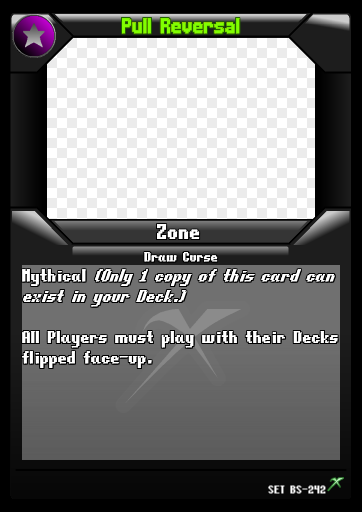 Pull Reversal
Zone
Draw Curse
Mythical (Only 1 copy of this card can
exist in your Deck.)
All Players must play with their Decks
flipped face-up.
SET BS-242